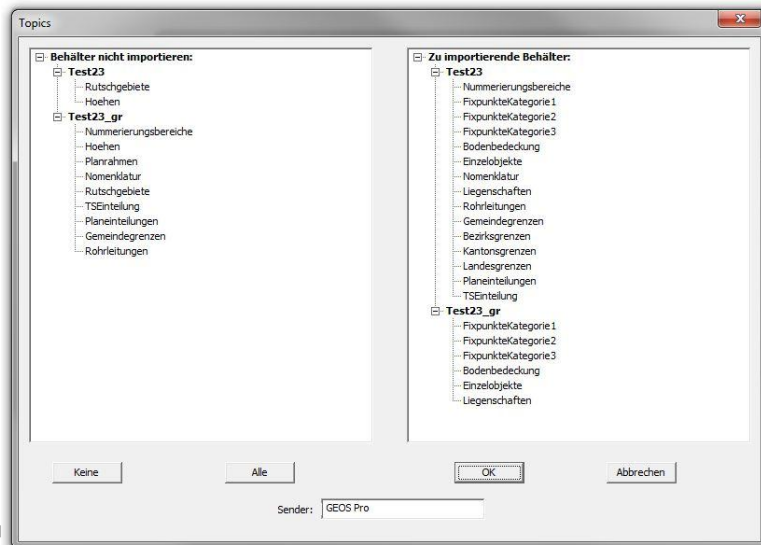 Topics
Behälter nicht importieren:
Test23
Rutschgebiete
Hoehen
Test23_gr
Nummerierungsbereiche
Hoehen
Planrahmen
Nomenklatur
Rutschgebiete
TSEinteilung
Planeinteilungen
Gemeindegrenzen
Rohrleitungen
Zu importierende Behälter:
Test23
Nummerierungsbereiche
FixpunkteKategorie1
FixpunkteKategorie2
FixpunkteKategorie3
Bodenbedeckung
Einzelobjekte
Nomenklatur
Liegenschaften
Rohrleitungen
Gemeindegrenzen
Bezirksgrenzen
Kantonsgrenzen
Landesgrenzen
Planeinteilungen
TSEinteilung
Test23_gr
FixpunkteKategorie1
FixpunkteKategorie2
FixpunkteKategorie3
Bodenbedeckung
Einzelobjekte
Liegenschaften
Keine
Alle
OK
Abbrechen
Sender: GEOS Pro